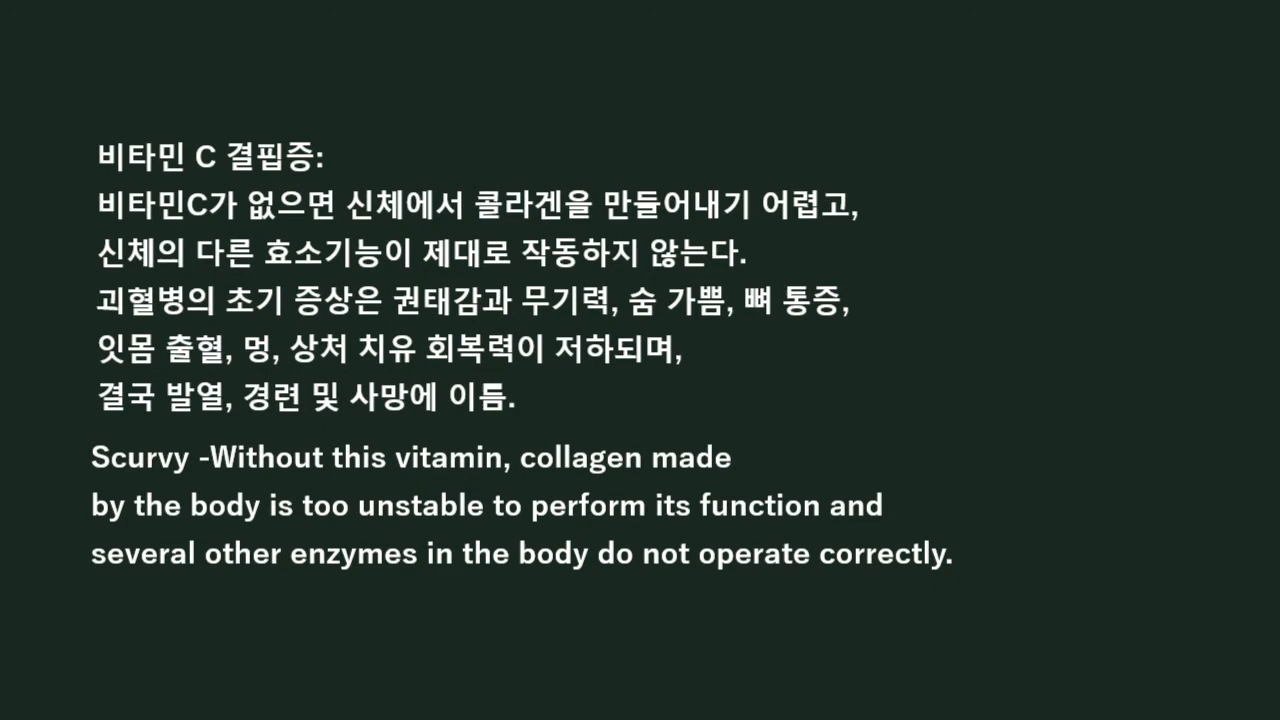 비타민 C 결핍증:
비타민C가 없으면 신체에서 콜라겐을 만들어내기 어렵고,
신체의 다른 효소기능이 제대로 작동하지 않는다.
괴혈병의 초기 증상은 권태감과 무기력, 숨 가쁨, 뼈 통증,
잇몸 출혈, 멍, 상처 치유 회복력이 저하되며,
결국 발열, 경련 및 사망에 이름.
Scurvy -Without this vitamin, collagen made
by the body is too unstable to perform its function and
several other enzymes in the body do not operate correctly.